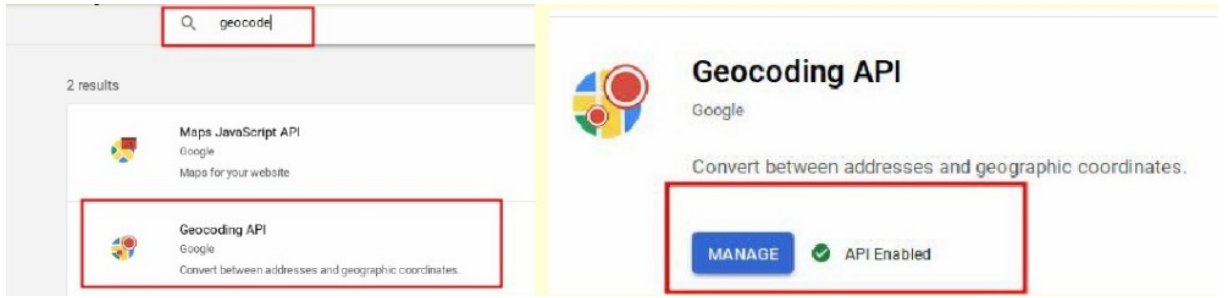 geocode
2 results
Maps JavaScript API
Google
Maps for your website
Geocoding API
Google
Convert between addresses and geographic coordinates.
Geocoding API
Google
Convert between addresses and geographic coordinates.
MANAGE API Enabled